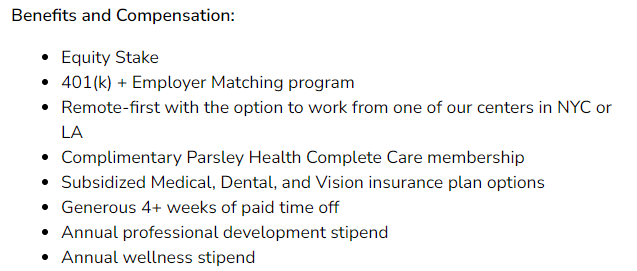 Benefits and Compensation:
• Equity Stake
• 401(k) + Employer Matching program
• Remote-first with the option to work from one of our centers in NYC or
LA
• Complimentary Parsley Health Complete Care membership
• Subsidized Medical, Dental, and Vision insurance plan options
• Generous 4+ weeks of paid time off
• Annual professional development stipend
• Annual wellness stipend